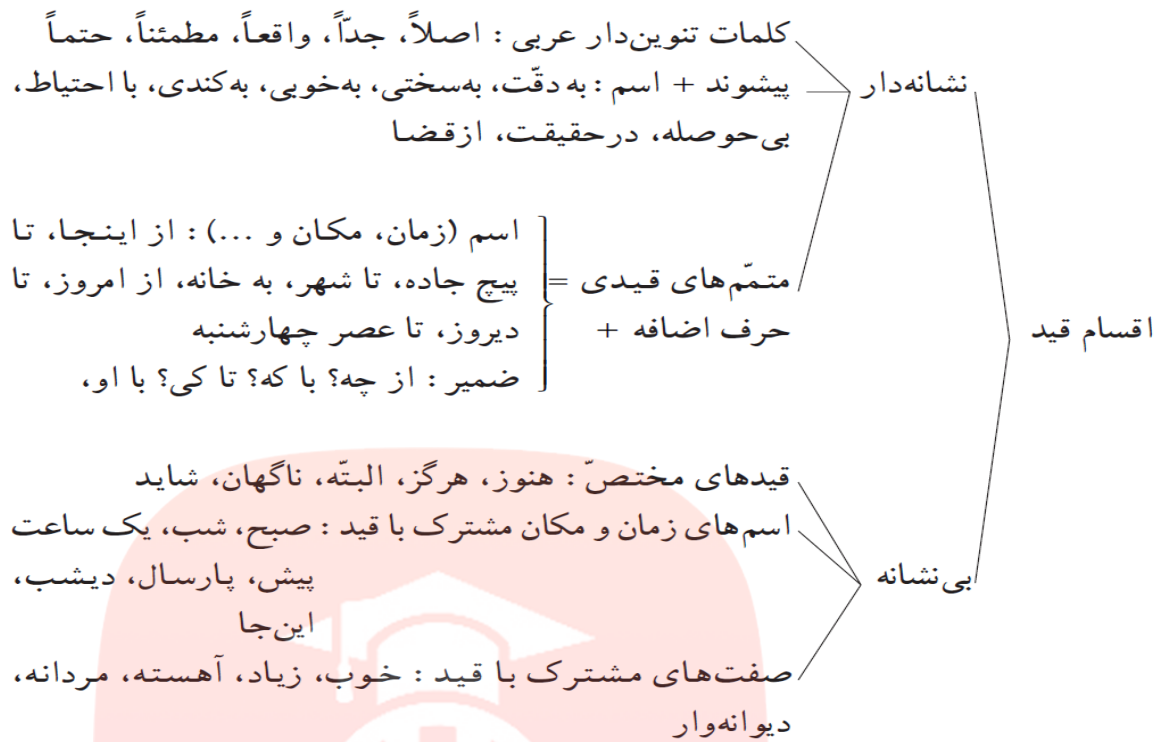 اقسام قید
نشانه‌دار
کلمات تنوین‌دار عربی : اصلاً، جدّاً، واقعاً، مطمئناً، حتماً
پیشوند + اسم : به دقّت، به‌سختی، به‌خوبی، به‌کندی، با احتیاط،
بی‌حوصله، درحقیقت، ازقضا
متمّم‌های قیدی =
حرف اضافه +
اسم (زمان، مکان و ...) : از اینجا، تا
پیچ جاده، تا شهر، به خانه، از امروز، تا
دیروز، تا عصر چهارشنبه
ضمیر : از چه؟ با که؟ تا کی؟ با او،
بی‌نشانه
قیدهای مختصّ : هنوز، هرگز، البتّه، ناگهان، شاید
اسم‌های زمان و مکان مشترک با قید : صبح، شب، یک ساعت
پیش، پارسال، دیشب،
این‌جا
صفت‌های مشترک با قید : خوب، زیاد، آهسته، مردانه،
دیوانه‌وار